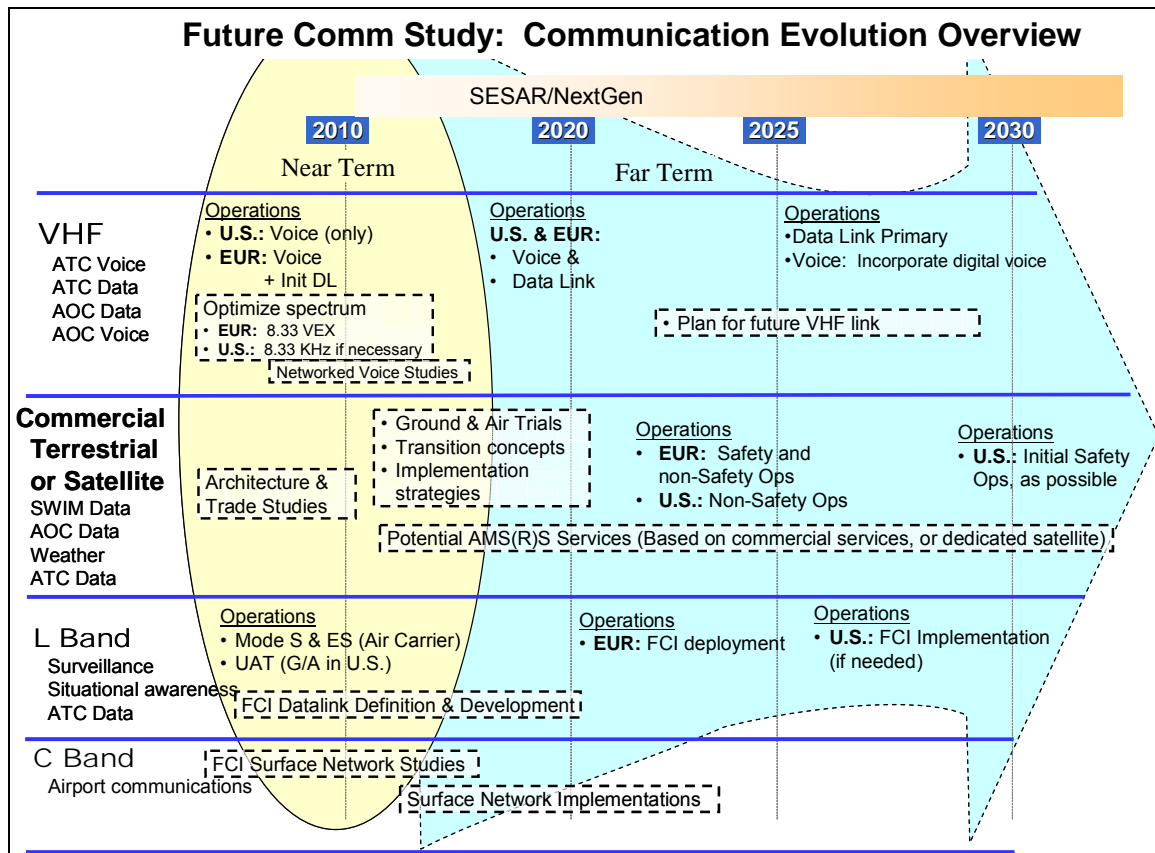 Future Comm Study: Communication Evolution Overview
SESAR/NextGen
2010
2020
2025
2030
Near Term
Far Term
VHF
ATC Voice
ATC Data
AOC Data
AOC Voice
Operations
• U.S.: Voice (only)
• EUR: Voice
+ Init DL
Optimize spectrum
• EUR: 8.33 VEX
• U.S.: 8.33 KHz if necessary
Networked Voice Studies
Operations
U.S. & EUR:
• Voice &
• Data Link
Operations
•Data Link Primary
•Voice: Incorporate digital voice
• Plan for future VHF link
Commercial
Terrestrial
or Satellite
SWIM Data
AOC Data
Weather
ATC Data
Architecture &
Trade Studies
• Ground & Air Trials
• Transition concepts
• Implementation
strategies
Operations
• EUR: Safety and
non-Safety Ops
• U.S.: Non-Safety Ops
Operations
• U.S.: Initial Safety
Ops, as possible
Potential AMS(R)S Services (Based on commercial services, or dedicated satellite)
L Band
Surveillance
Situational awareness
ATC Data
Operations
• Mode S & ES (Air Carrier)
• UAT (G/A in U.S.)
FCI Datalink Definition & Development
Operations
• EUR: FCI deployment
Operations
• U.S.: FCI Implementation
(if needed)
C Band
Airport communications
FCI Surface Network Studies
Surface Network Implementations